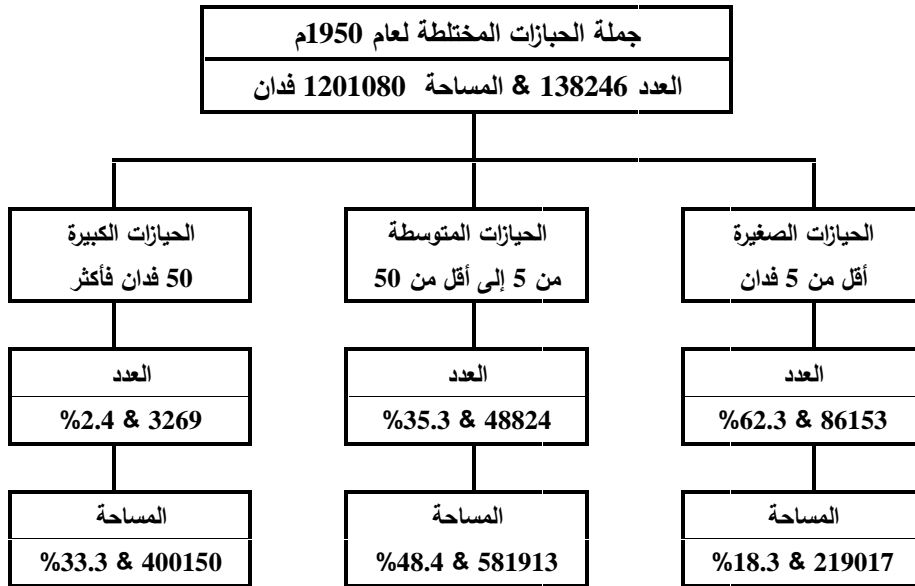 جملة الحبازات المختلطة لعام 1950م
العدد 138246 & المساحة 1201080 فدان
الحيازات الصغيرة
أقل من 5 فدان
الحيازات المتوسطة
من 5 إلى أقل من 50
الحيازات الكبيرة
50 فدان فأكثر
العدد
%62.3 & 86153
العدد
%35.3 & 48824
العدد
%2.4 & 3269
المساحة
%18.3 & 219017
المساحة
%48.4 & 581913
المساحة
%33.3 & 400150